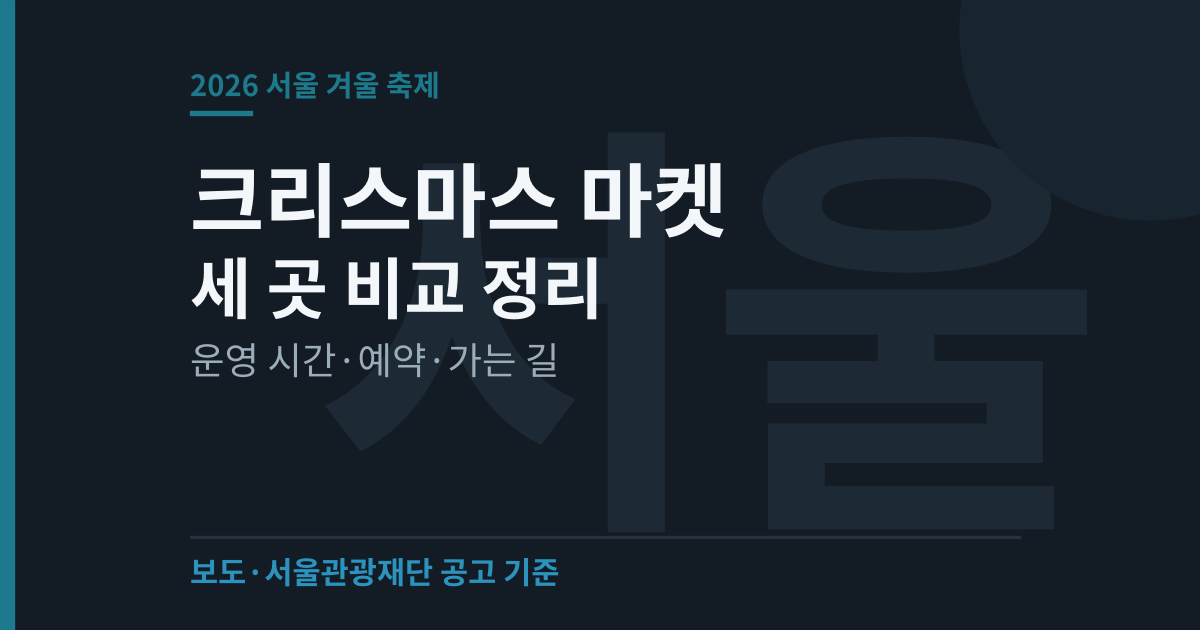 2026 서울 겨울 축제
크리스마스 마켓
세 곳 비교 정리
운영 시간·예약·가는 길
보도·서울관광재단 공고 기준
서울